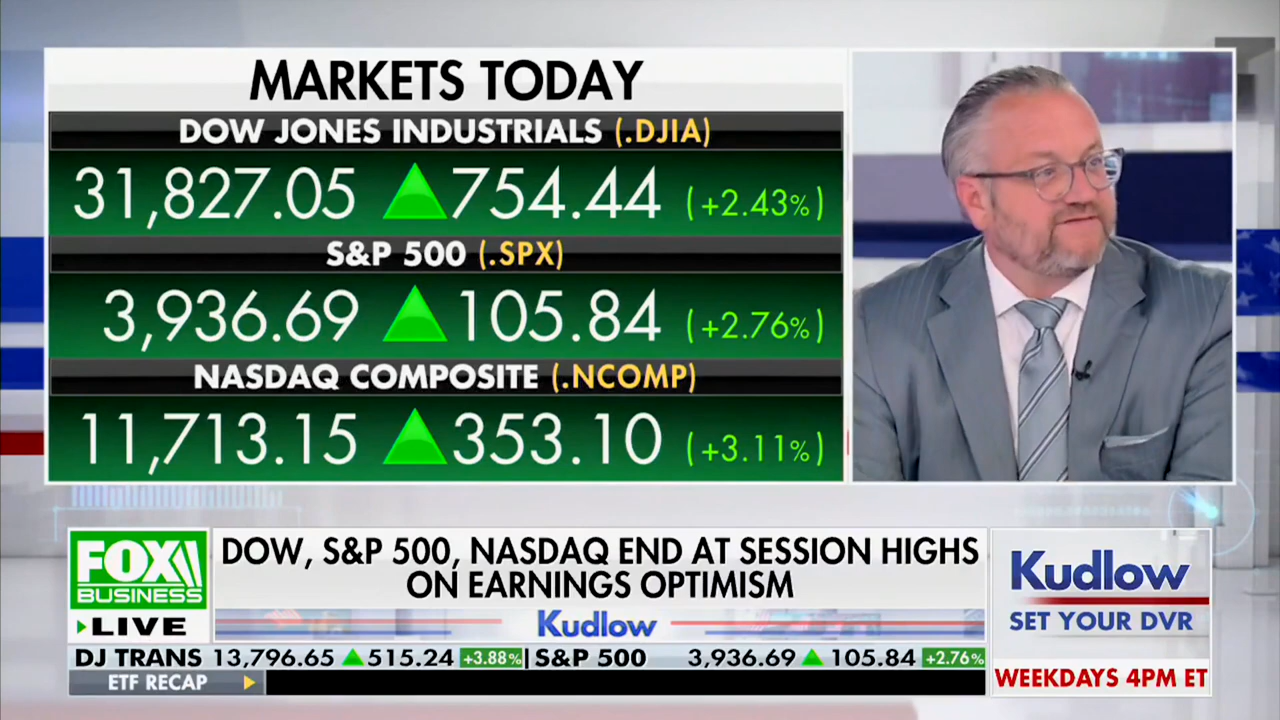 MARKETS TODAY
DOW JONES INDUSTRIALS (.DJIA)
31,827.05 ▲754.44 (+2.43%)
S&P 500 (.SPX)
3,936.69 ▲105.84 (+2.76%)
NASDAQ COMPOSITE (.NCOMP)
11,713.15 ▲353.10 (+3.11%)
FOX
BUSINESS
LIVE
DOW, S&P 500, NASDAQ END AT SESSION HIGHS
ON EARNINGS OPTIMISM
Kudlow
DJ TRANS 13,796.65 ▲515.24 +3.88% S&P 500 3,936.69 ▲105.84 +2.76%
ETF RECAP
Kudlow
SET YOUR DVR
WEEKDAYS 4PM ET